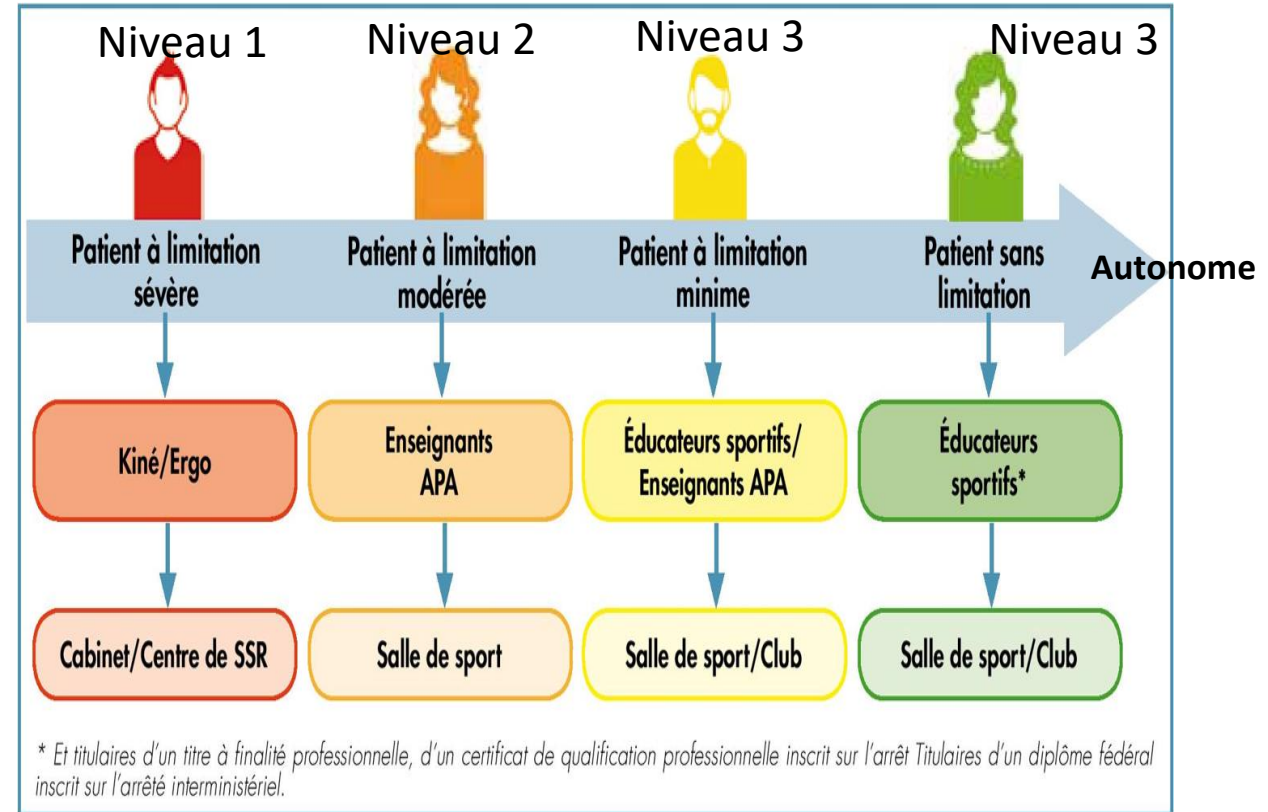 Niveau 1
Niveau 2
Niveau 3
Niveau 3
Patient à limitation
sévère
Patient à limitation
modérée
Patient à limitation
minime
Patient sans
limitation
Autonome
Kiné/Ergo
Enseignants
APA
Éducateurs sportifs/
Enseignants APA
Éducateurs
sportifs*
Cabinet/Centre de SSR
Salle de sport
Salle de sport/Club
Salle de sport/Club
* Et titulaires d'un titre à finalité professionnelle, d'un certificat de qualification professionnelle inscrit sur l'arrêt Titulaires d'un diplôme fédéral
inscrit sur l'arrêté interministériel.